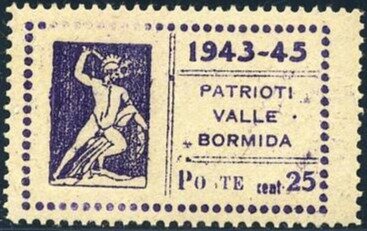 1943-45
PATRIOTI
VALLE
BORMIDA
PO TE cent 25